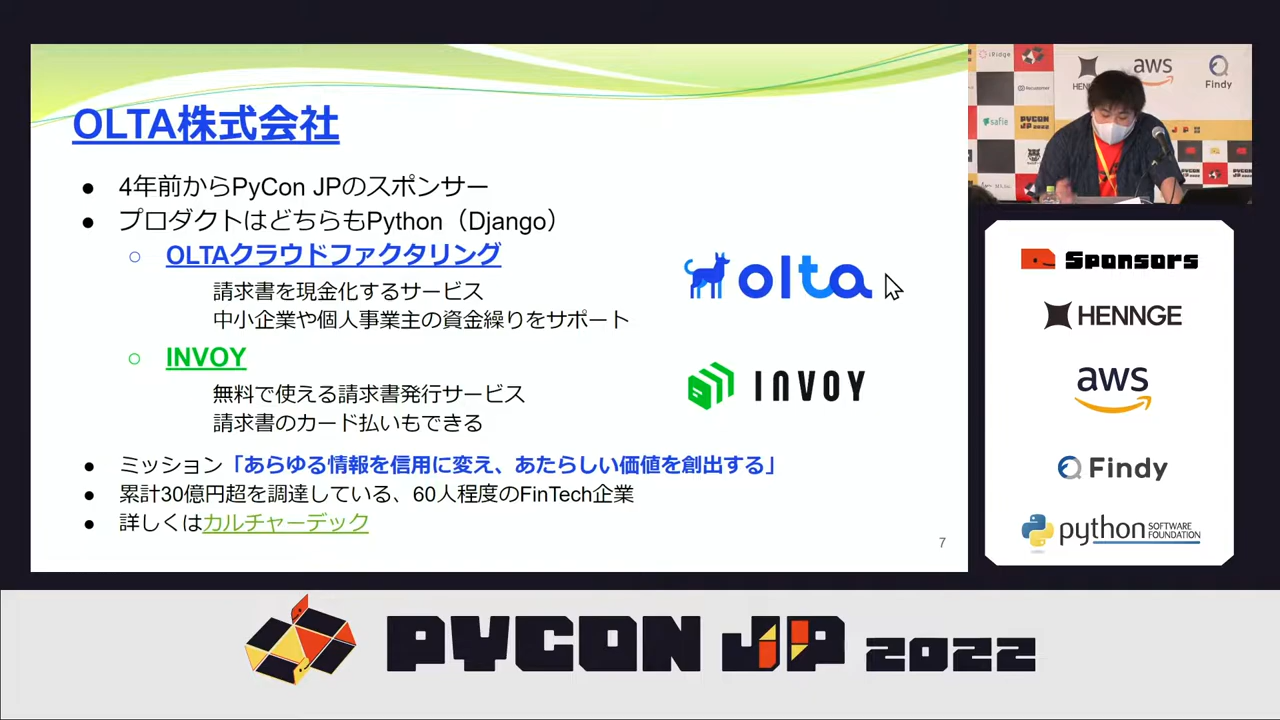 OLTA株式会社
● 4年前からPyCon JPのスポンサー
● プロダクトはどちらもPython（Django）
○ OLTAクラウドファクタリング
請求書を現金化するサービス
中小企業や個人事業主の資金繰りをサポート
olta
○ INVOY
無料で使える請求書発行サービス
請求書のカード払いもできる
INVOY
● ミッション「あらゆる情報を信用に変え、あたらしい価値を創出する」
● 累計30億円超を調達している、60人程度のFinTech企業
● 詳しくはカルチャーデック
7
iRidge
HENN
aws
Findy
safie
PYCON
JP 2022
Sponsors
HENNGE
aws
Findy
python SOFTWARE FOUNDATION
PYCON JP 2022